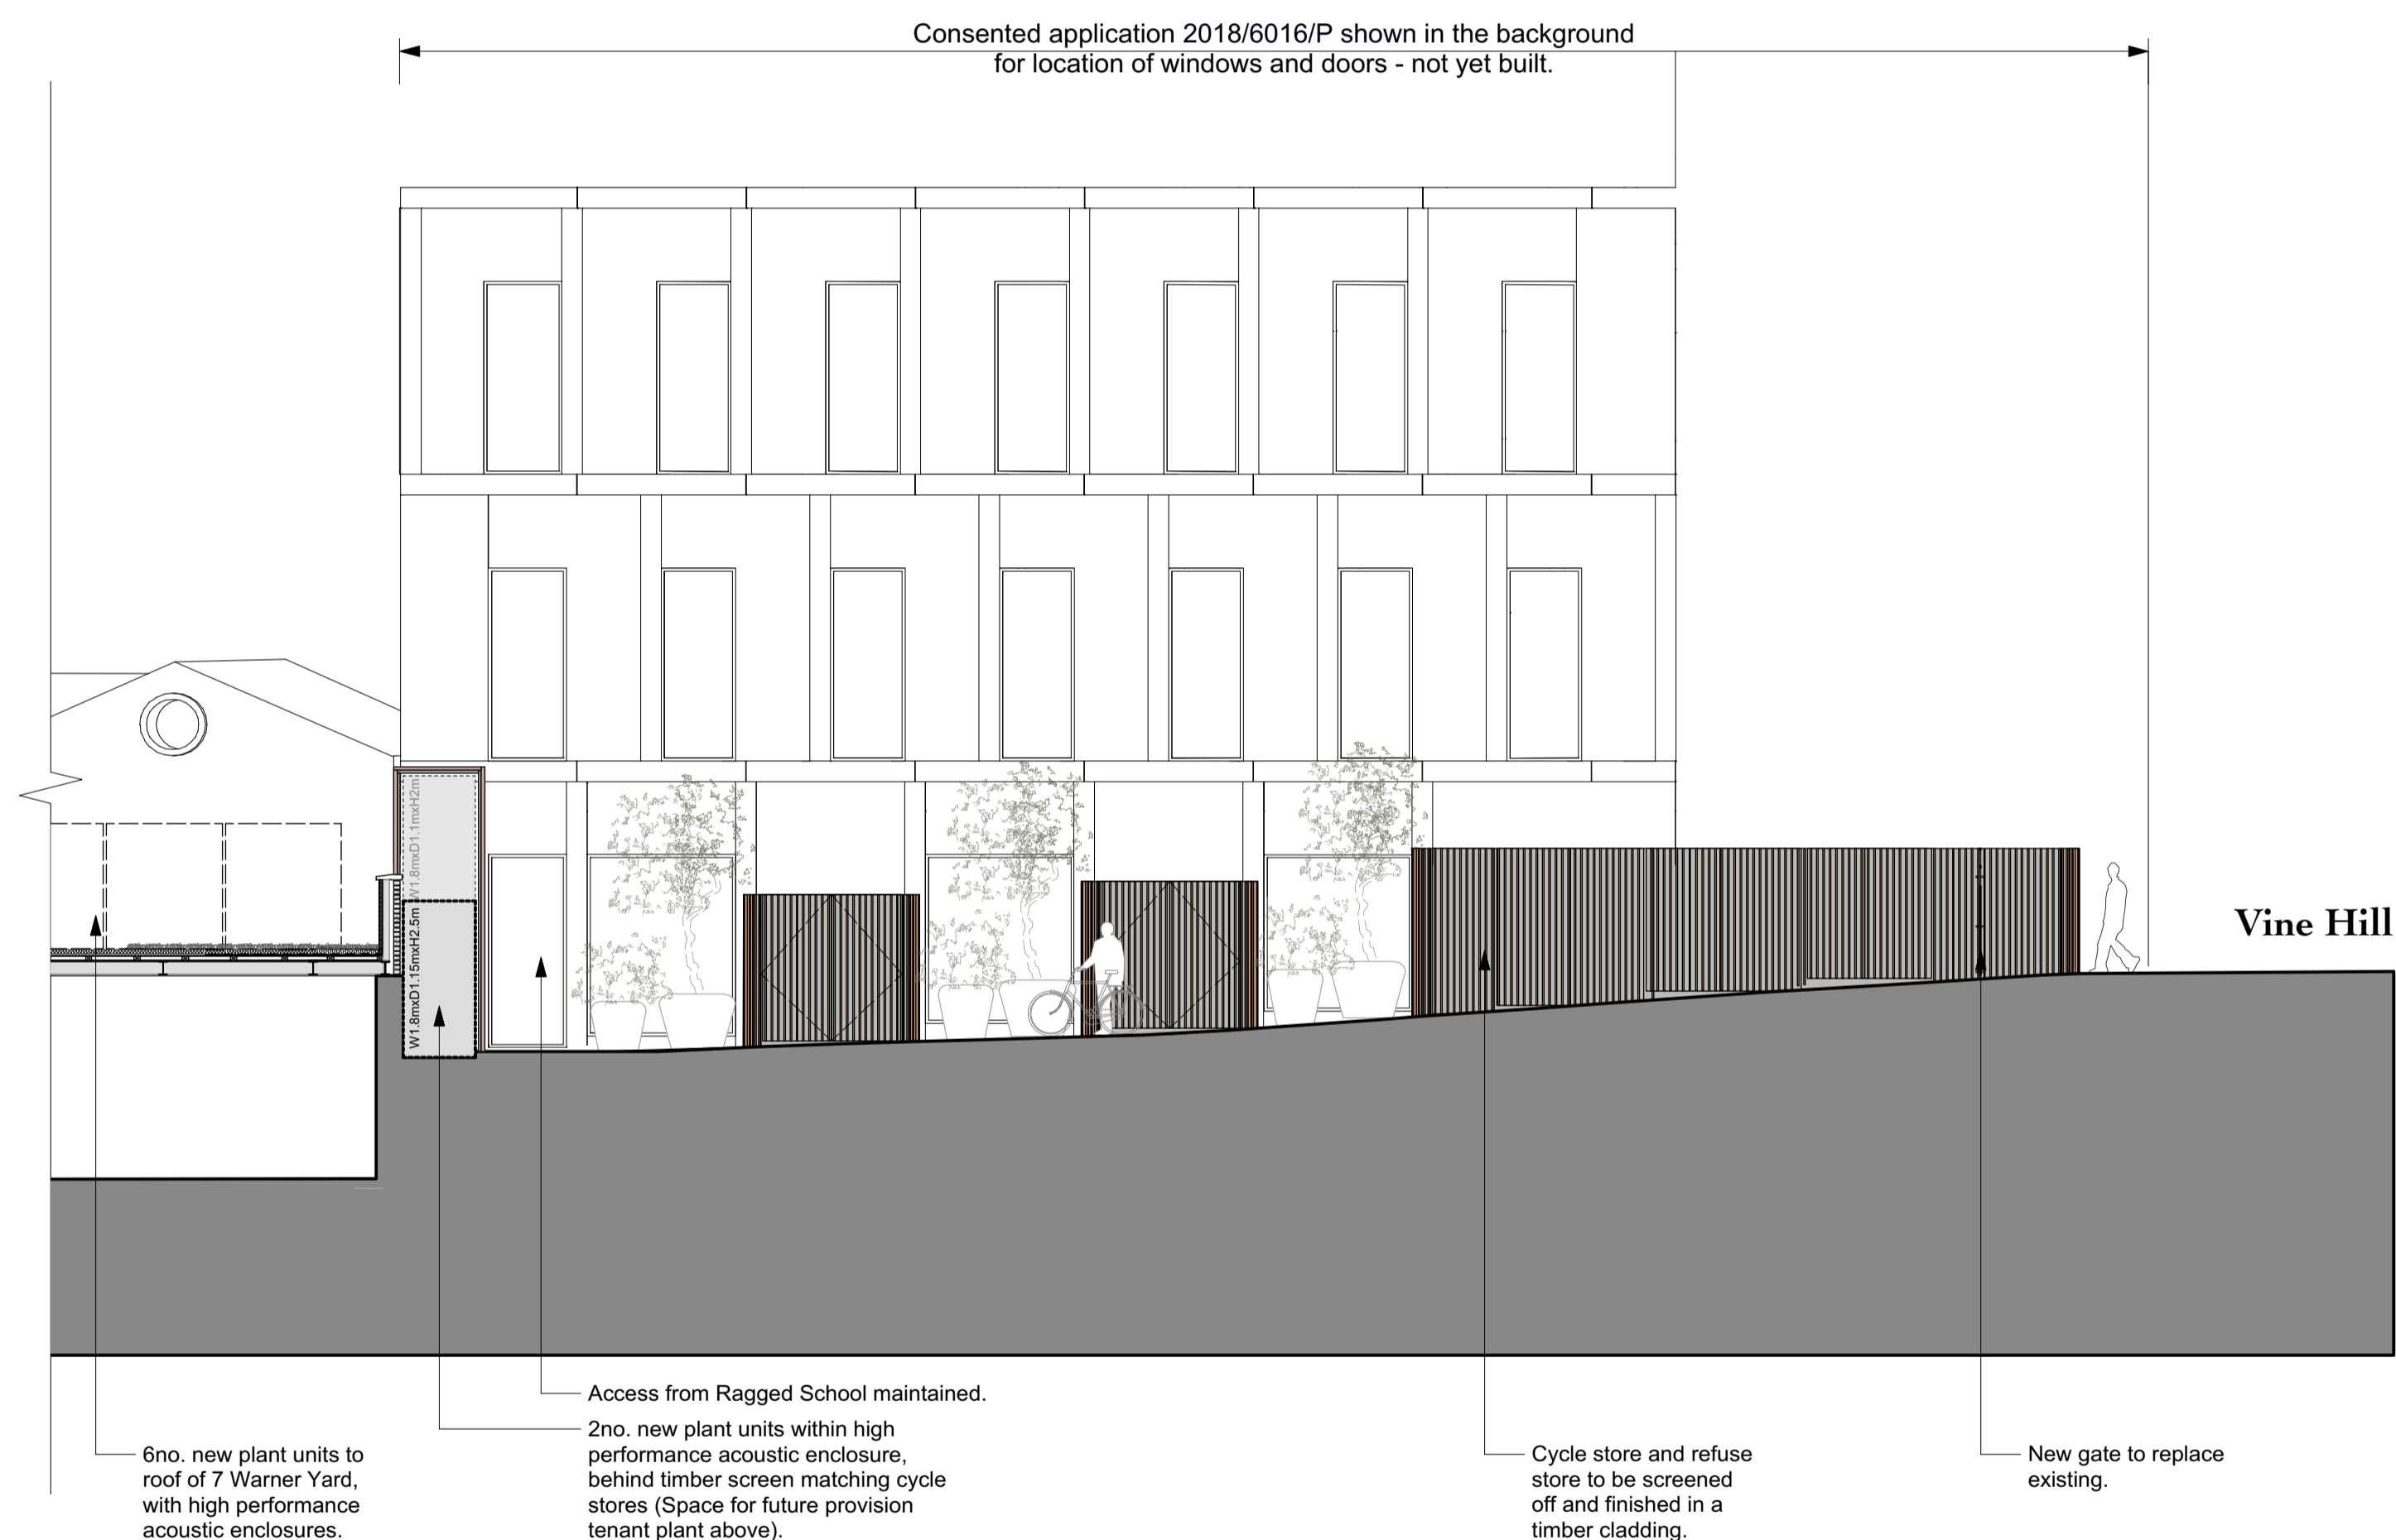 Consented application 2018/6016/P shown in the background
for location of windows and doors - not yet built.
W1.8mxD1.1mxH2m
W1.8mxD1.15mxH2.5m
Vine Hill
Access from Ragged School maintained.
2no. new plant units within high
performance acoustic enclosure,
behind timber screen matching cycle
stores (Space for future provision
tenant plant above).
6no. new plant units to
roof of 7 Warner Yard,
with high performance
acoustic enclosures.
Cycle store and refuse
store to be screened
off and finished in a
timber cladding.
New gate to replace
existing.